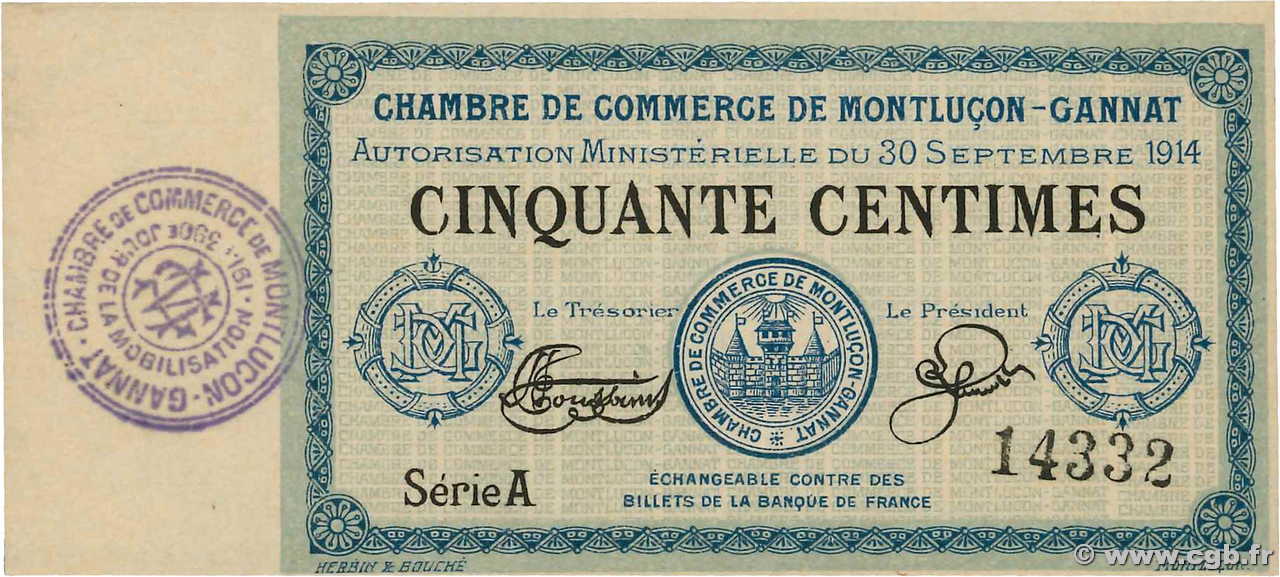 CHAMBRE DE COMMERCE DE MONTLUÇON-GANNAT
AUTORISATION MINISTÉRIELLE DU 30 SEPTEMBRE 1914
CINQUANTE CENTIMES
CHAMBRE DE COMMERCE DE MONTLUÇON-GANNAT
JOUR DE LA MOBILISATION
Le Trésorier
Le Président
CHAMBRE DE COMMERCE DE MONTLUÇON-GANNAT.
14332
Série A
ÉCHANGEABLE CONTRE DES
BILLETS DE LA BANQUE DE FRANCE
HERBIN & BOUCHÉ
© www.cgb.fr